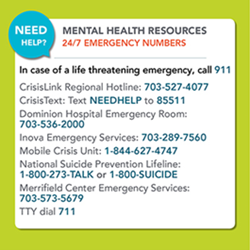 NEED
HELP?
MENTAL HEALTH RESOURCES
24/7 EMERGENCY NUMBERS
In case of a life threatening emergency, call 911
CrisisLink Regional Hotline: 703-527-4077
CrisisText: Text NEEDHELP to 85511
Dominion Hospital Emergency Room:
703-536-2000
Inova Emergency Services: 703-289-7560
Mobile Crisis Unit: 1-844-627-4747
National Suicide Prevention Lifeline:
1-800-273-TALK or 1-800-SUICIDE
Merrifield Center Emergency Services:
703-573-5679
TTY dial 711